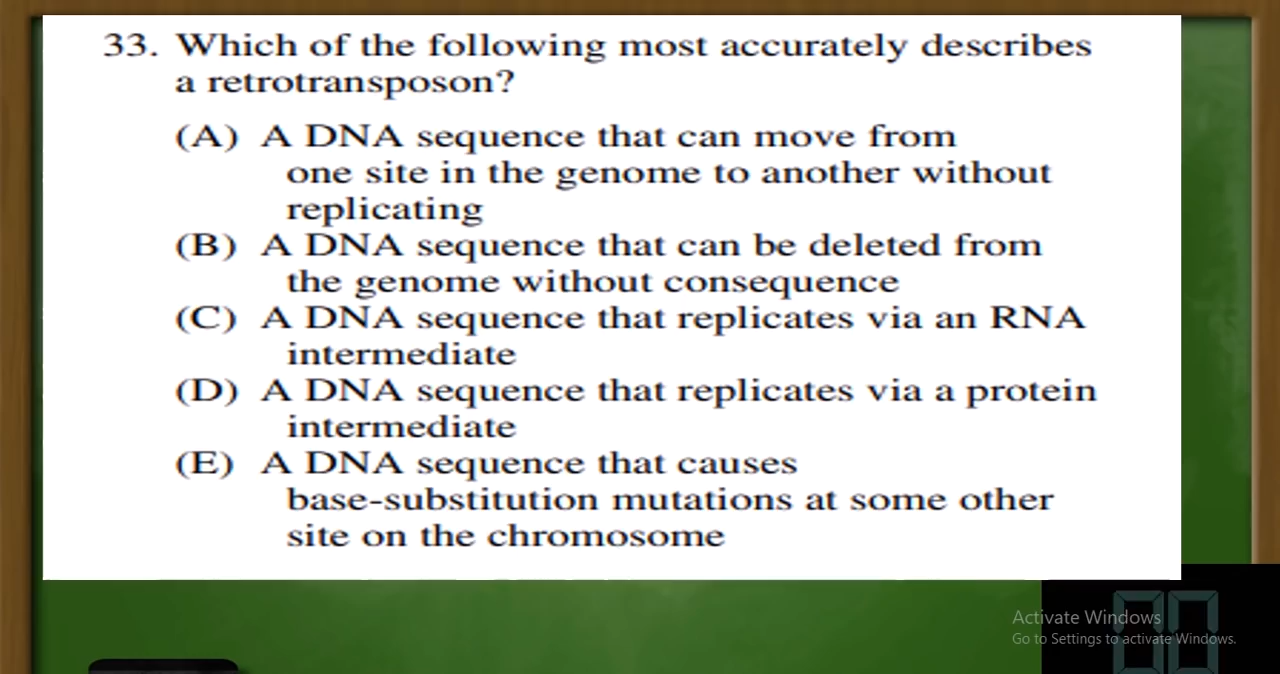 33. Which of the following most accurately describes
a retrotransposon?
(A) A DNA sequence that can move from
one site in the genome to another without
replicating
(B) A DNA sequence that can be deleted from
the genome without consequence
(C) A DNA sequence that replicates via an RNA
intermediate
(D) A DNA sequence that replicates via a protein
intermediate
(E) A DNA sequence that causes
base-substitution mutations at some other
site on the chromosome
Activate Windows
Go to Settings to activate Windows.